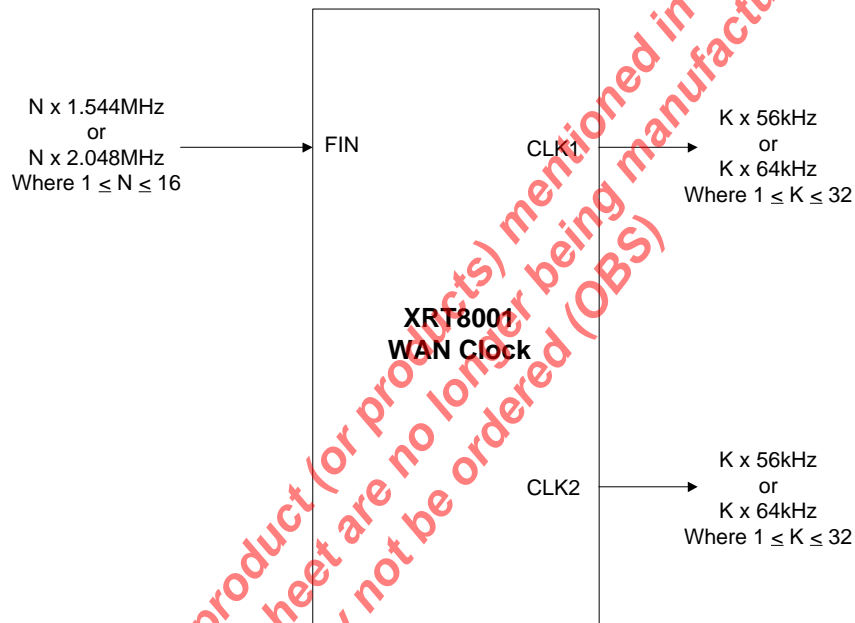 N x 1.544MHz
or
N x 2.048MHz
Where 1 ≤ N ≤ 16
FIN
CLK1
K x 56kHz
or
K x 64kHz
Where 1 ≤ K ≤ 32
XRT8001
WAN Clock
CLK2
K x 56kHz
or
K x 64kHz
Where 1 ≤ K ≤ 32
product (or products) mentioned in
sheet are no longer being
not be ordered (OBS)